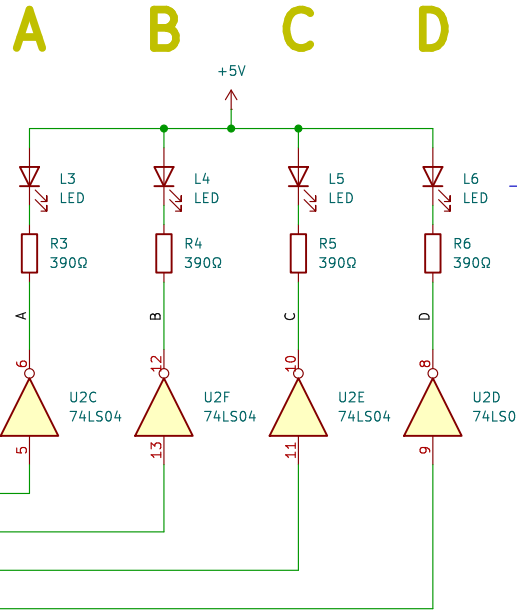 A B C D
+5V
L3 L4 L5 L6
LED LED LED LED
R3 R4 R5 R6
390Ω 390Ω 390Ω 390Ω
A B C D
6 12 10 8
U2C U2F U2E U2D
74LS04 74LS04 74LS04 74LS0
5 13 11 9